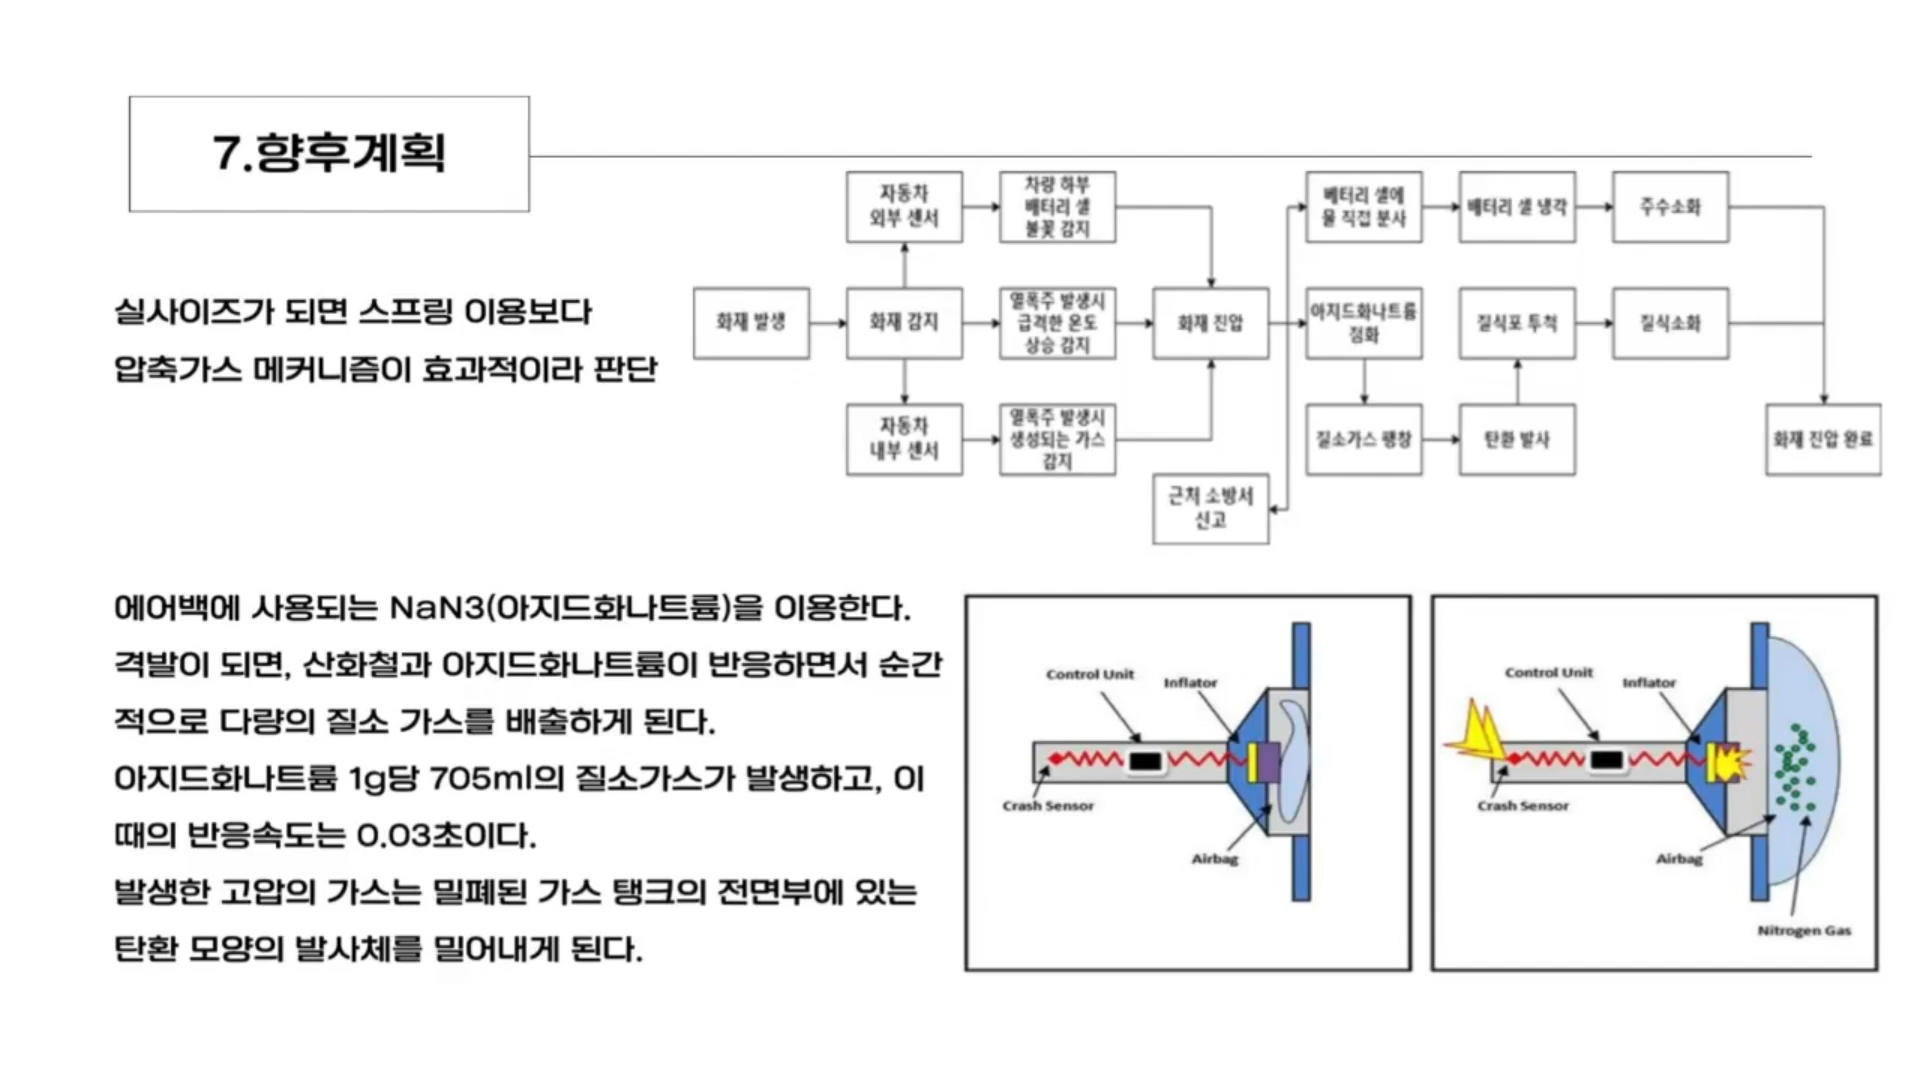 7.향후계획
실사이즈가 되면 스프링 이용보다
압축가스 메커니즘이 효과적이라 판단
화재 발생
화재 감지
자동차
외부 센서
차량 하부
배터리 셀
불꽃 감지
열폭주 발생시
급격한 온도
상승 감지
자동차
내부 센서
열폭주 발생시
생성되는 가스
감지
화재 진압
근처 소방서
신고
베터리 셀에
물 직접 분사
배터리 셀 냉각
주수소화
아지드화나트륨
점화
질소가스 팽창
탄환 발사
질식포 투척
질식소화
화재 진압 완료
에어백에 사용되는 NaN3(아지드화나트륨)을 이용한다.
격발이 되면, 산화철과 아지드화나트륨이 반응하면서 순간
적으로 다량의 질소 가스를 배출하게 된다.
아지드화나트륨 1g당 705ml의 질소가스가 발생하고, 이
때의 반응속도는 0.03초이다.
발생한 고압의 가스는 밀폐된 가스 탱크의 전면부에 있는
탄환 모양의 발사체를 밀어내게 된다.
Control Unit
Inflator
Crash Sensor
Airbag
Control Unit
Inflator
Crash Sensor
Airbag
Nitrogen Gas